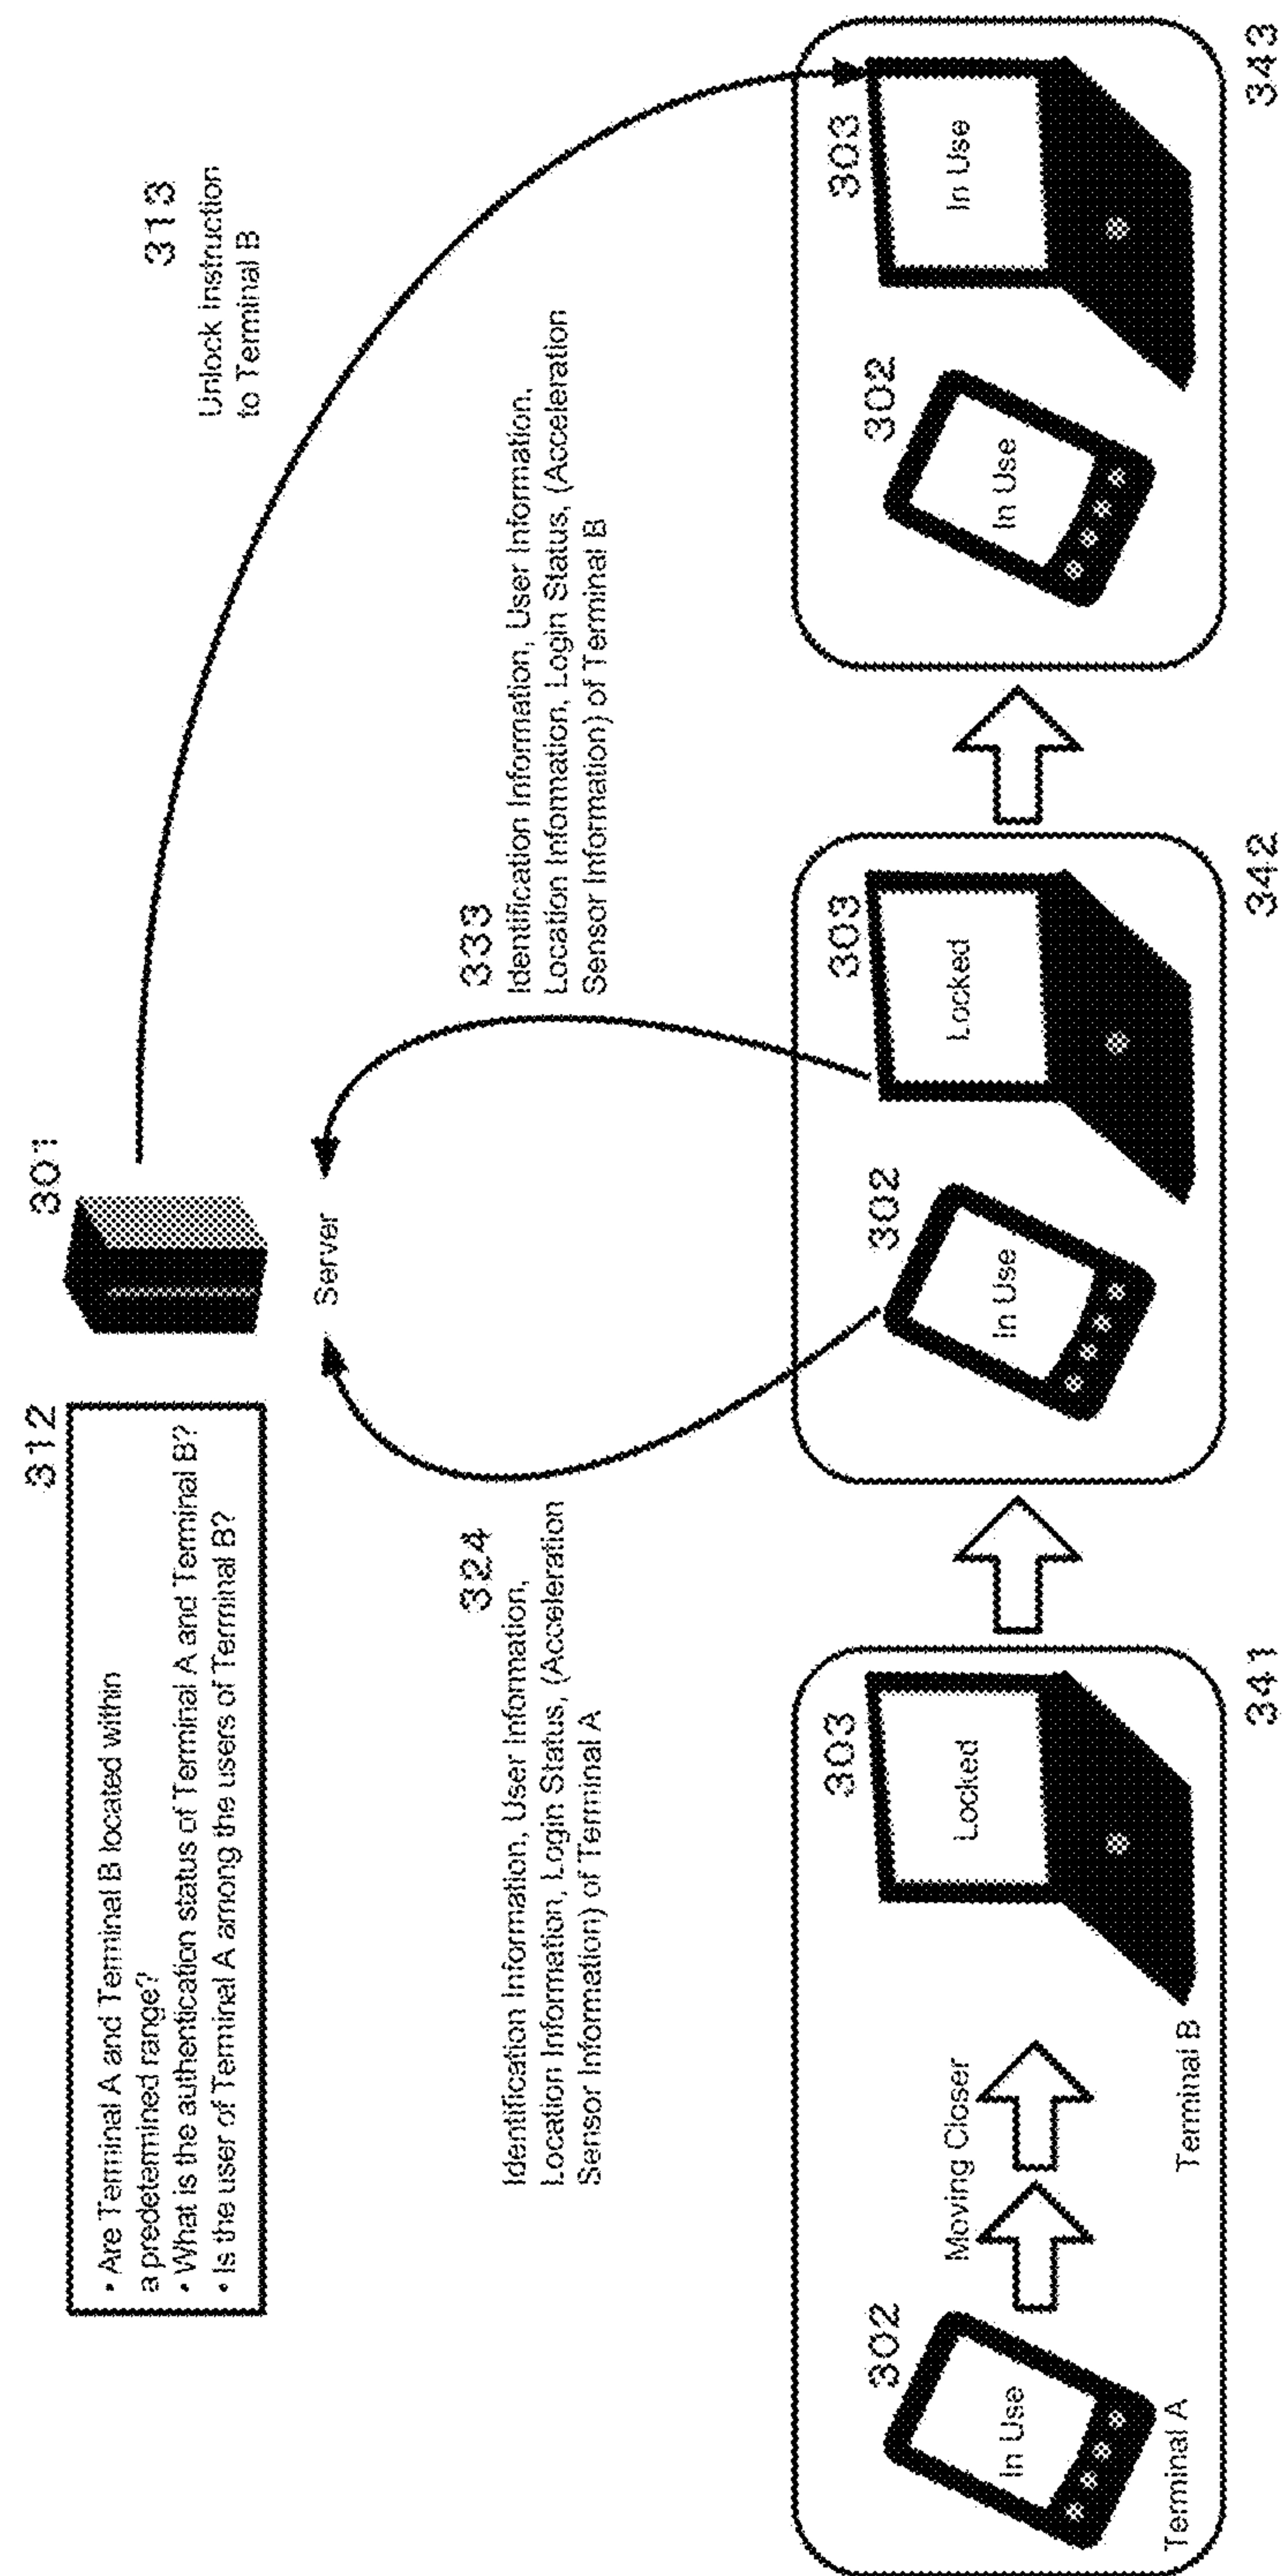 312
• Are Terminal A and Terminal B located within
a predetermined range?
• What is the authentication status of Terminal A and Terminal B?
• Is the user of Terminal A among the users of Terminal B?
301
Server
313
Unlock instruction
to Terminal B
324
Identification Information, User Information,
Location Information, Login Status, (Acceleration
Sensor Information) of Terminal A
333
Identification Information, User Information,
Location Information, Login Status, (Acceleration
Sensor Information) of Terminal B
302
In Use
Terminal A
Moving Closer
303
Locked
Terminal B
341
302
In Use
303
Locked
342
302
In Use
303
In Use
343